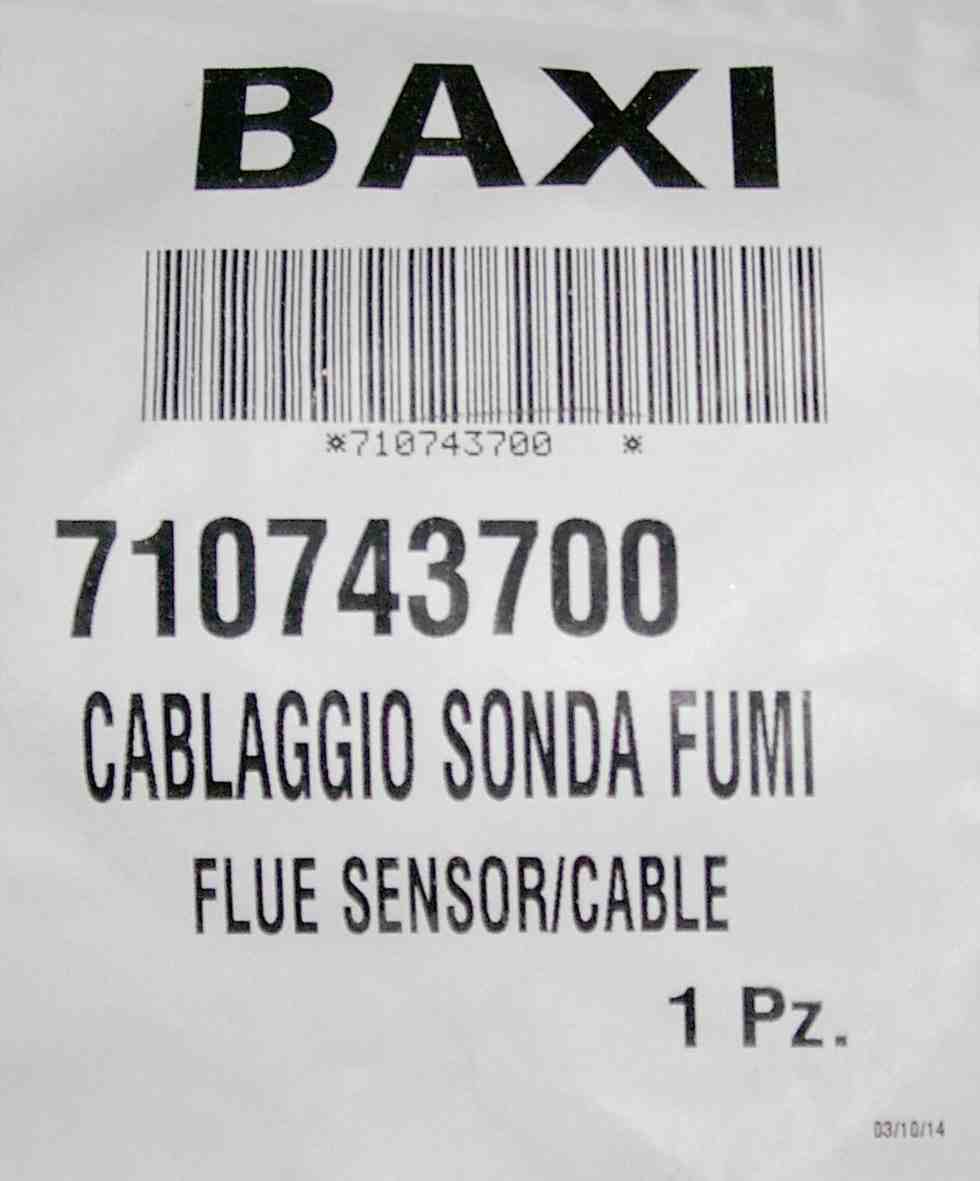 BAXI
*710743700 *
710743700
CABLAGGIO SONDA FUMI
FLUE SENSOR/CABLE
1 Pz.
03/10/14